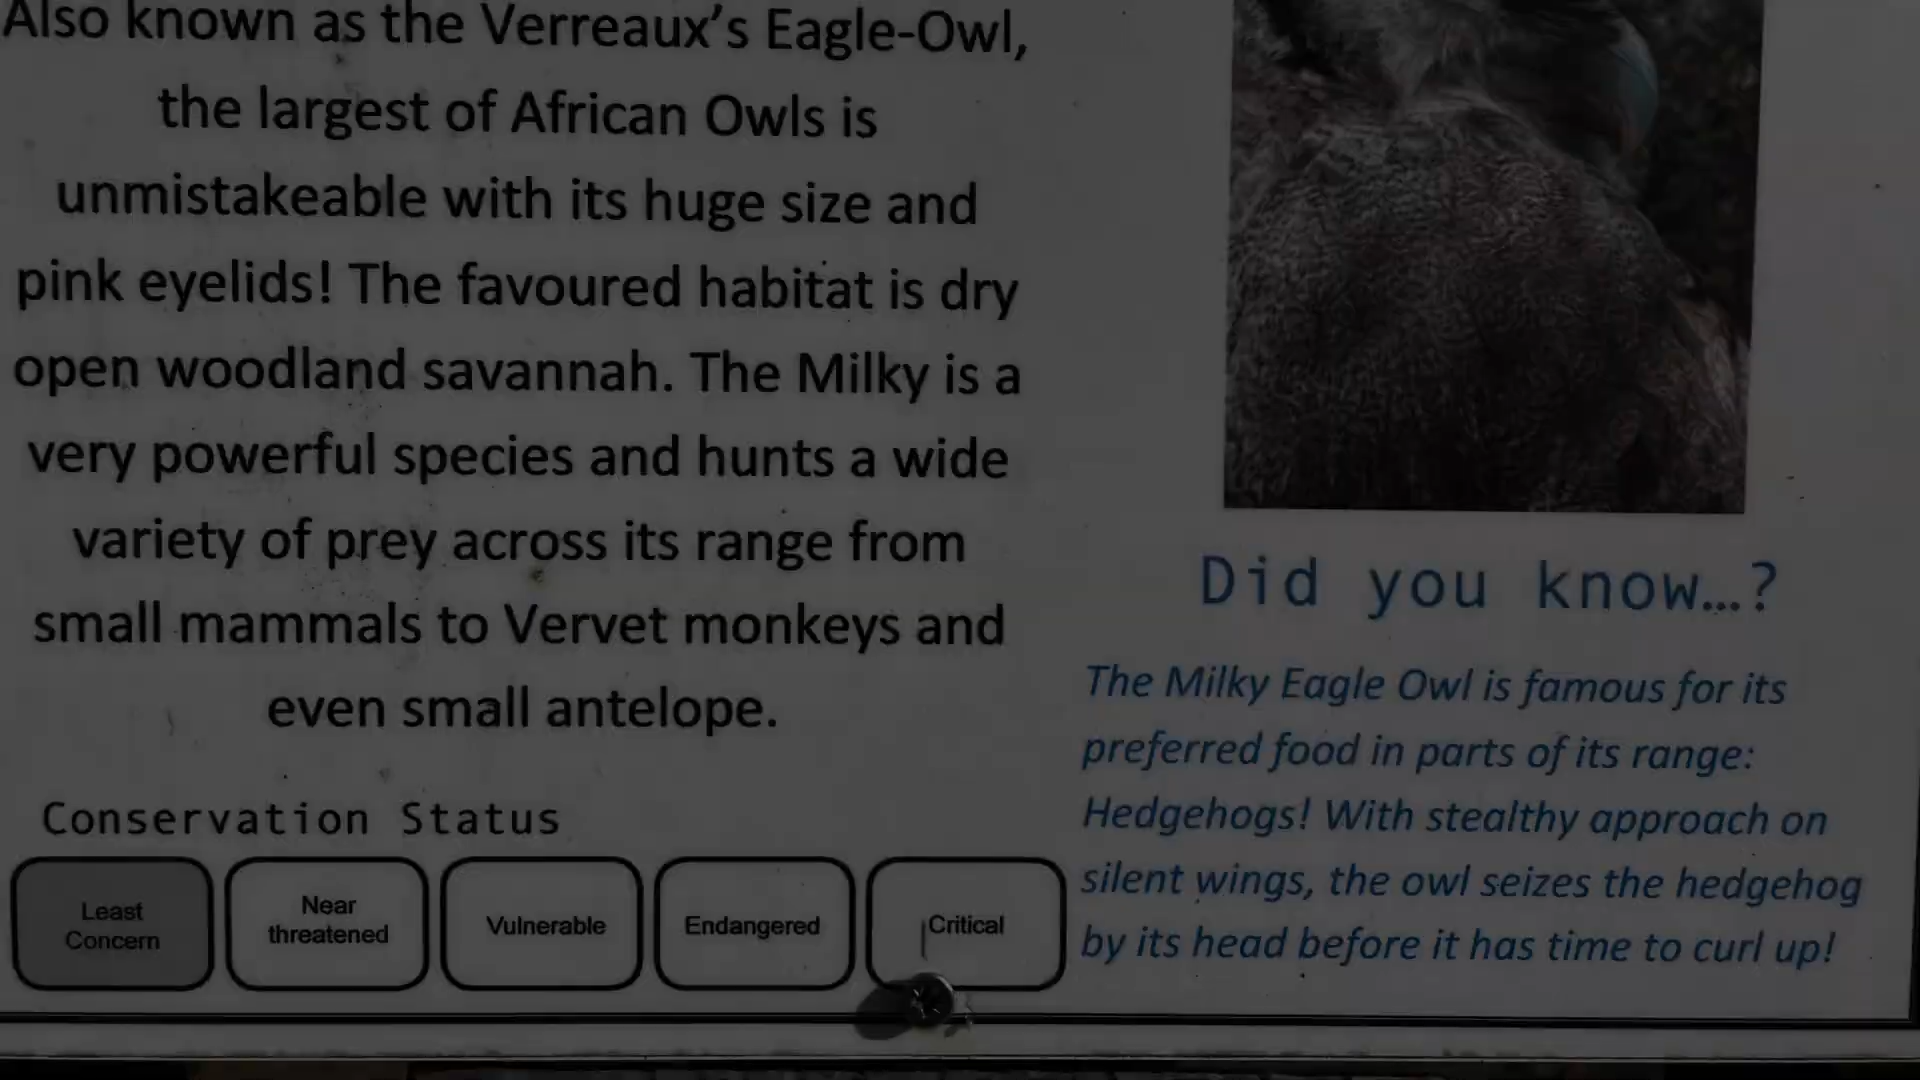 Also known as the Verreaux's Eagle-Owl,
the largest of African Owls is
unmistakeable with its huge size and
pink eyelids! The favoured habitat is dry
open woodland savannah. The Milky is a
very powerful species and hunts a wide
variety of prey across its range from
small mammals to Vervet monkeys and
even small antelope.
Conservation Status
Least
Concern
Near
threatened
Vulnerable
Endangered
Critical
Did you know...?
The Milky Eagle Owl is famous for its
preferred food in parts of its range:
Hedgehogs! With stealthy approach on
silent wings, the owl seizes the hedgehog
by its head before it has time to curl up!